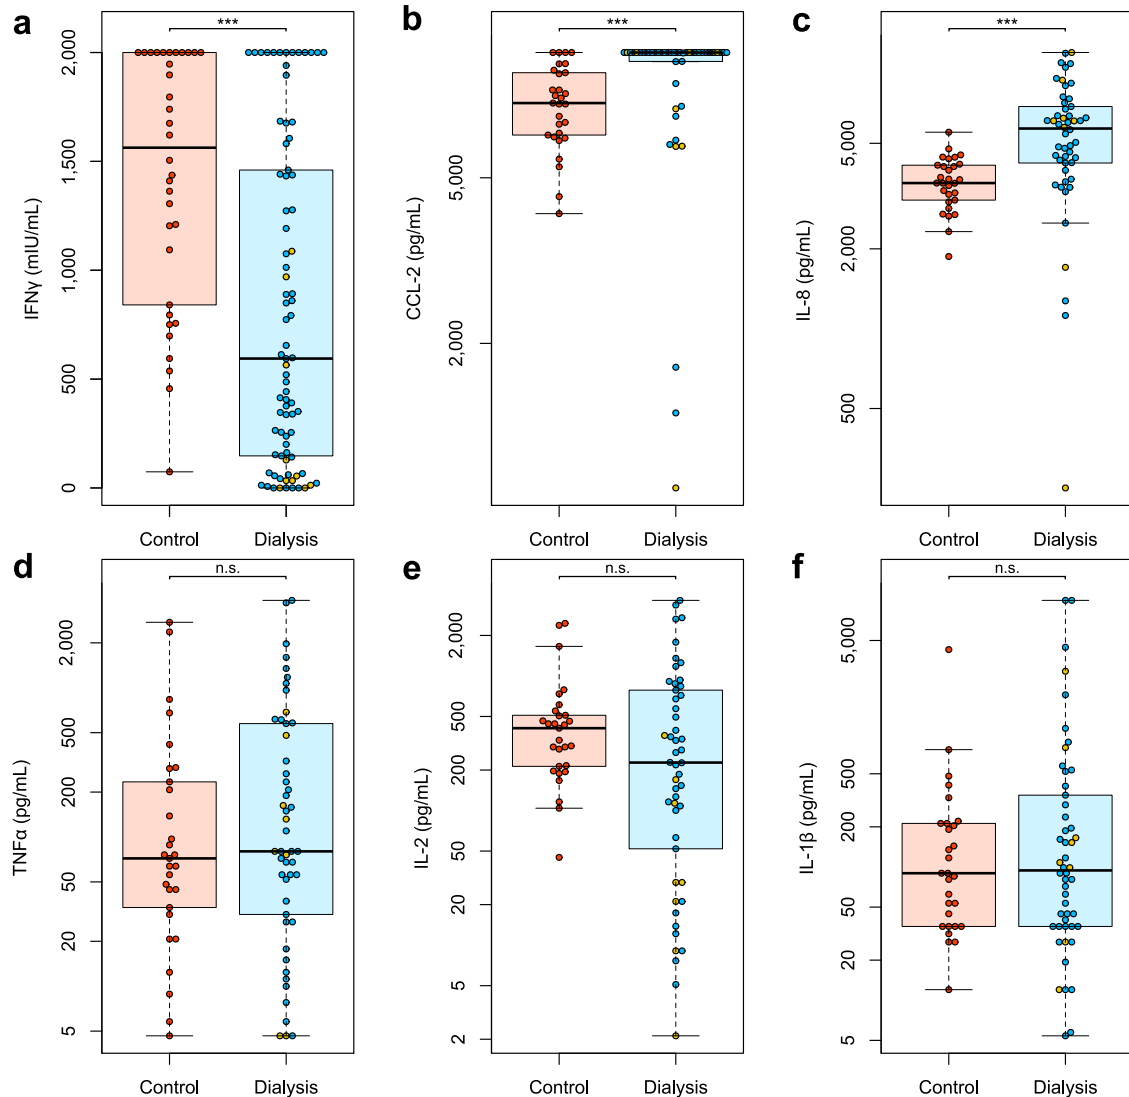 a
***
IFNγ (mIU/mL)
2,000
1,500
1,000
500
0
Control
Dialysis
b
***
CCL-2 (pg/mL)
5,000
2,000
Control
Dialysis
c
***
IL-8 (pg/mL)
5,000
2,000
500
Control
Dialysis
d
n.s.
TNFα (pg/mL)
2,000
500
200
50
20
5
Control
Dialysis
e
n.s.
IL-2 (pg/mL)
2,000
500
200
50
20
5
2
Control
Dialysis
f
n.s.
IL-1β (pg/mL)
5,000
500
200
50
20
5
Control
Dialysis